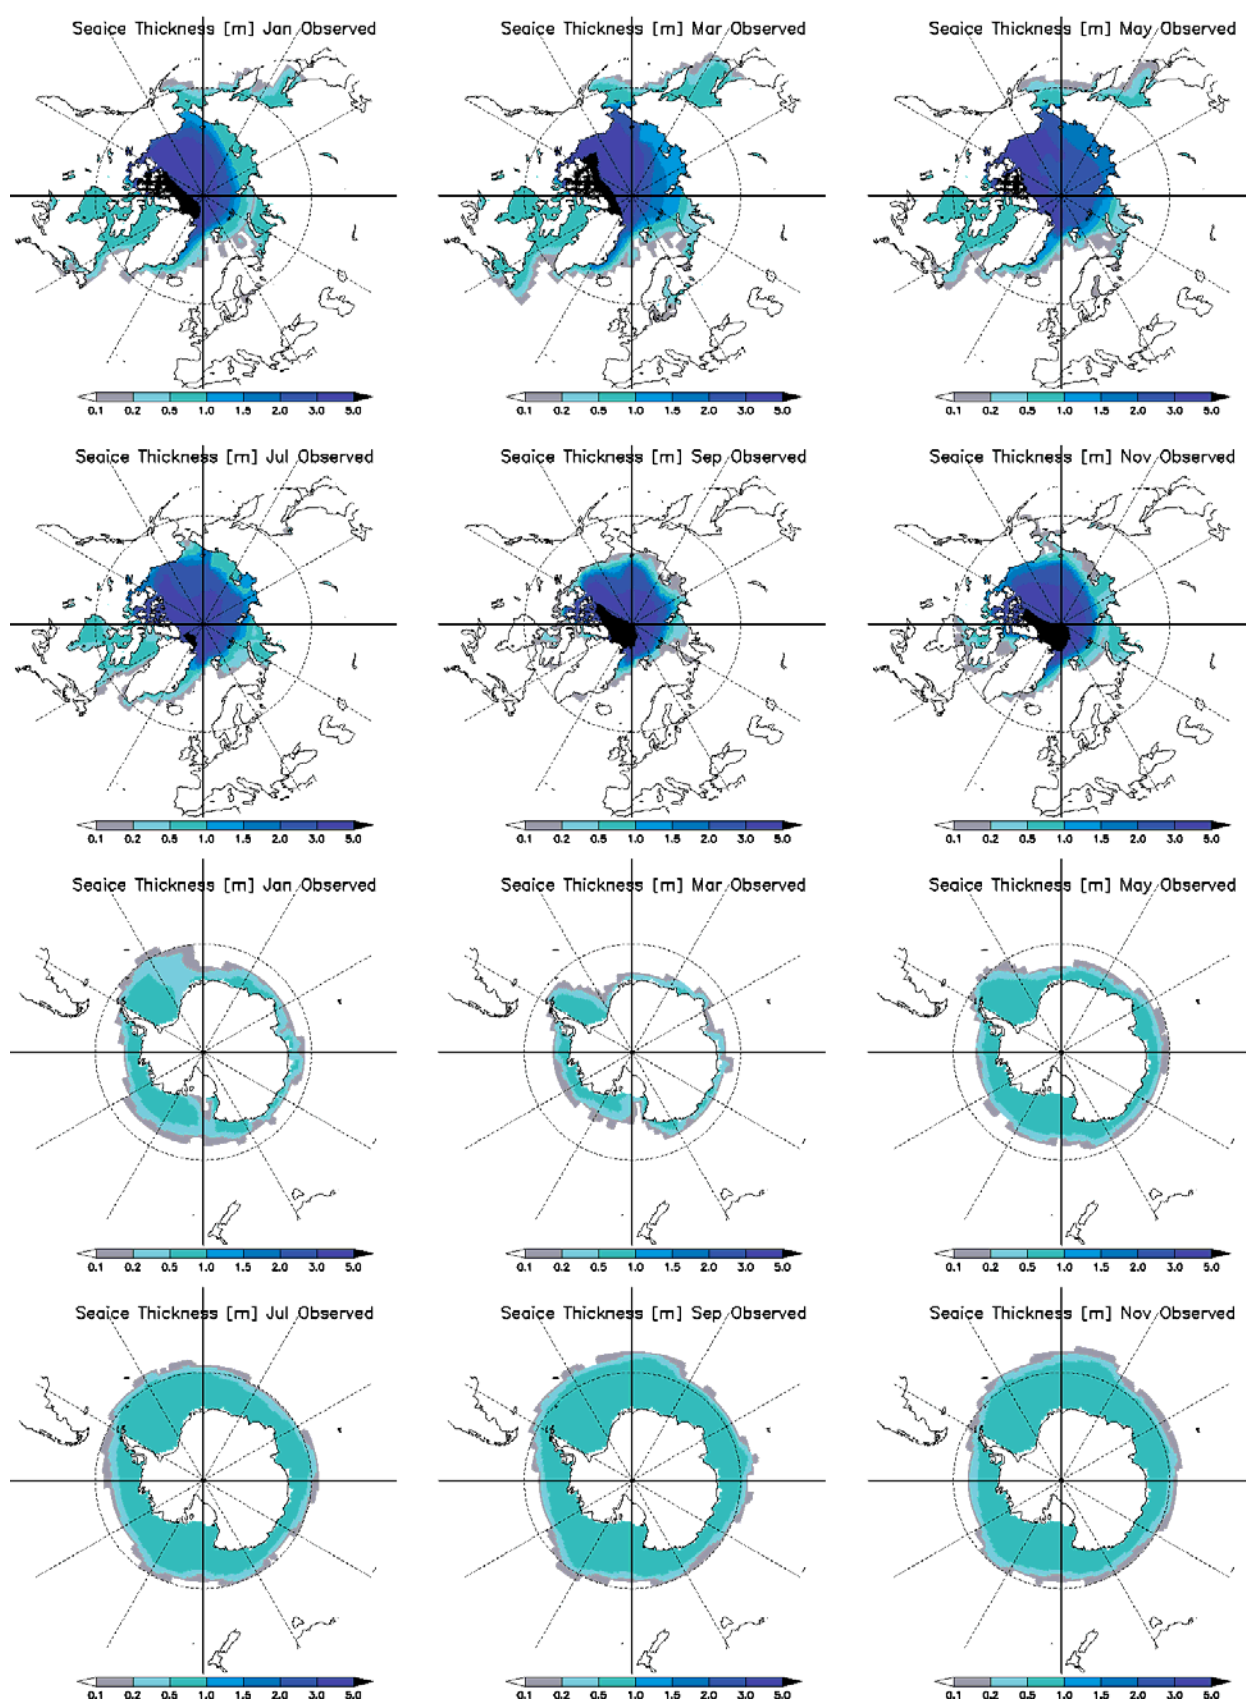 Seaice Thickness [m] Jan Observed
Seaice Thickness [m] Mar Observed
Seaice Thickness [m] May Observed
0.1 0.2 0.5 1.0 1.5 2.0 3.0 5.0
0.1 0.2 0.5 1.0 1.5 2.0 3.0 5.0
0.1 0.2 0.5 1.0 1.5 2.0 3.0 5.0
Seaice Thickness [m] Jul Observed
Seaice Thickness [m] Sep Observed
Seaice Thickness [m] Nov Observed
0.1 0.2 0.5 1.0 1.5 2.0 3.0 5.0
0.1 0.2 0.5 1.0 1.5 2.0 3.0 5.0
0.1 0.2 0.5 1.0 1.5 2.0 3.0 5.0
Seaice Thickness [m] Jan Observed
Seaice Thickness [m] Mar Observed
Seaice Thickness [m] May Observed
0.1 0.2 0.5 1.0 1.5 2.0 3.0 5.0
0.1 0.2 0.5 1.0 1.5 2.0 3.0 5.0
0.1 0.2 0.5 1.0 1.5 2.0 3.0 5.0
Seaice Thickness [m] Jul Observed
Seaice Thickness [m] Sep Observed
Seaice Thickness [m] Nov Observed
0.1 0.2 0.5 1.0 1.5 2.0 3.0 5.0
0.1 0.2 0.5 1.0 1.5 2.0 3.0 5.0
0.1 0.2 0.5 1.0 1.5 2.0 3.0 5.0